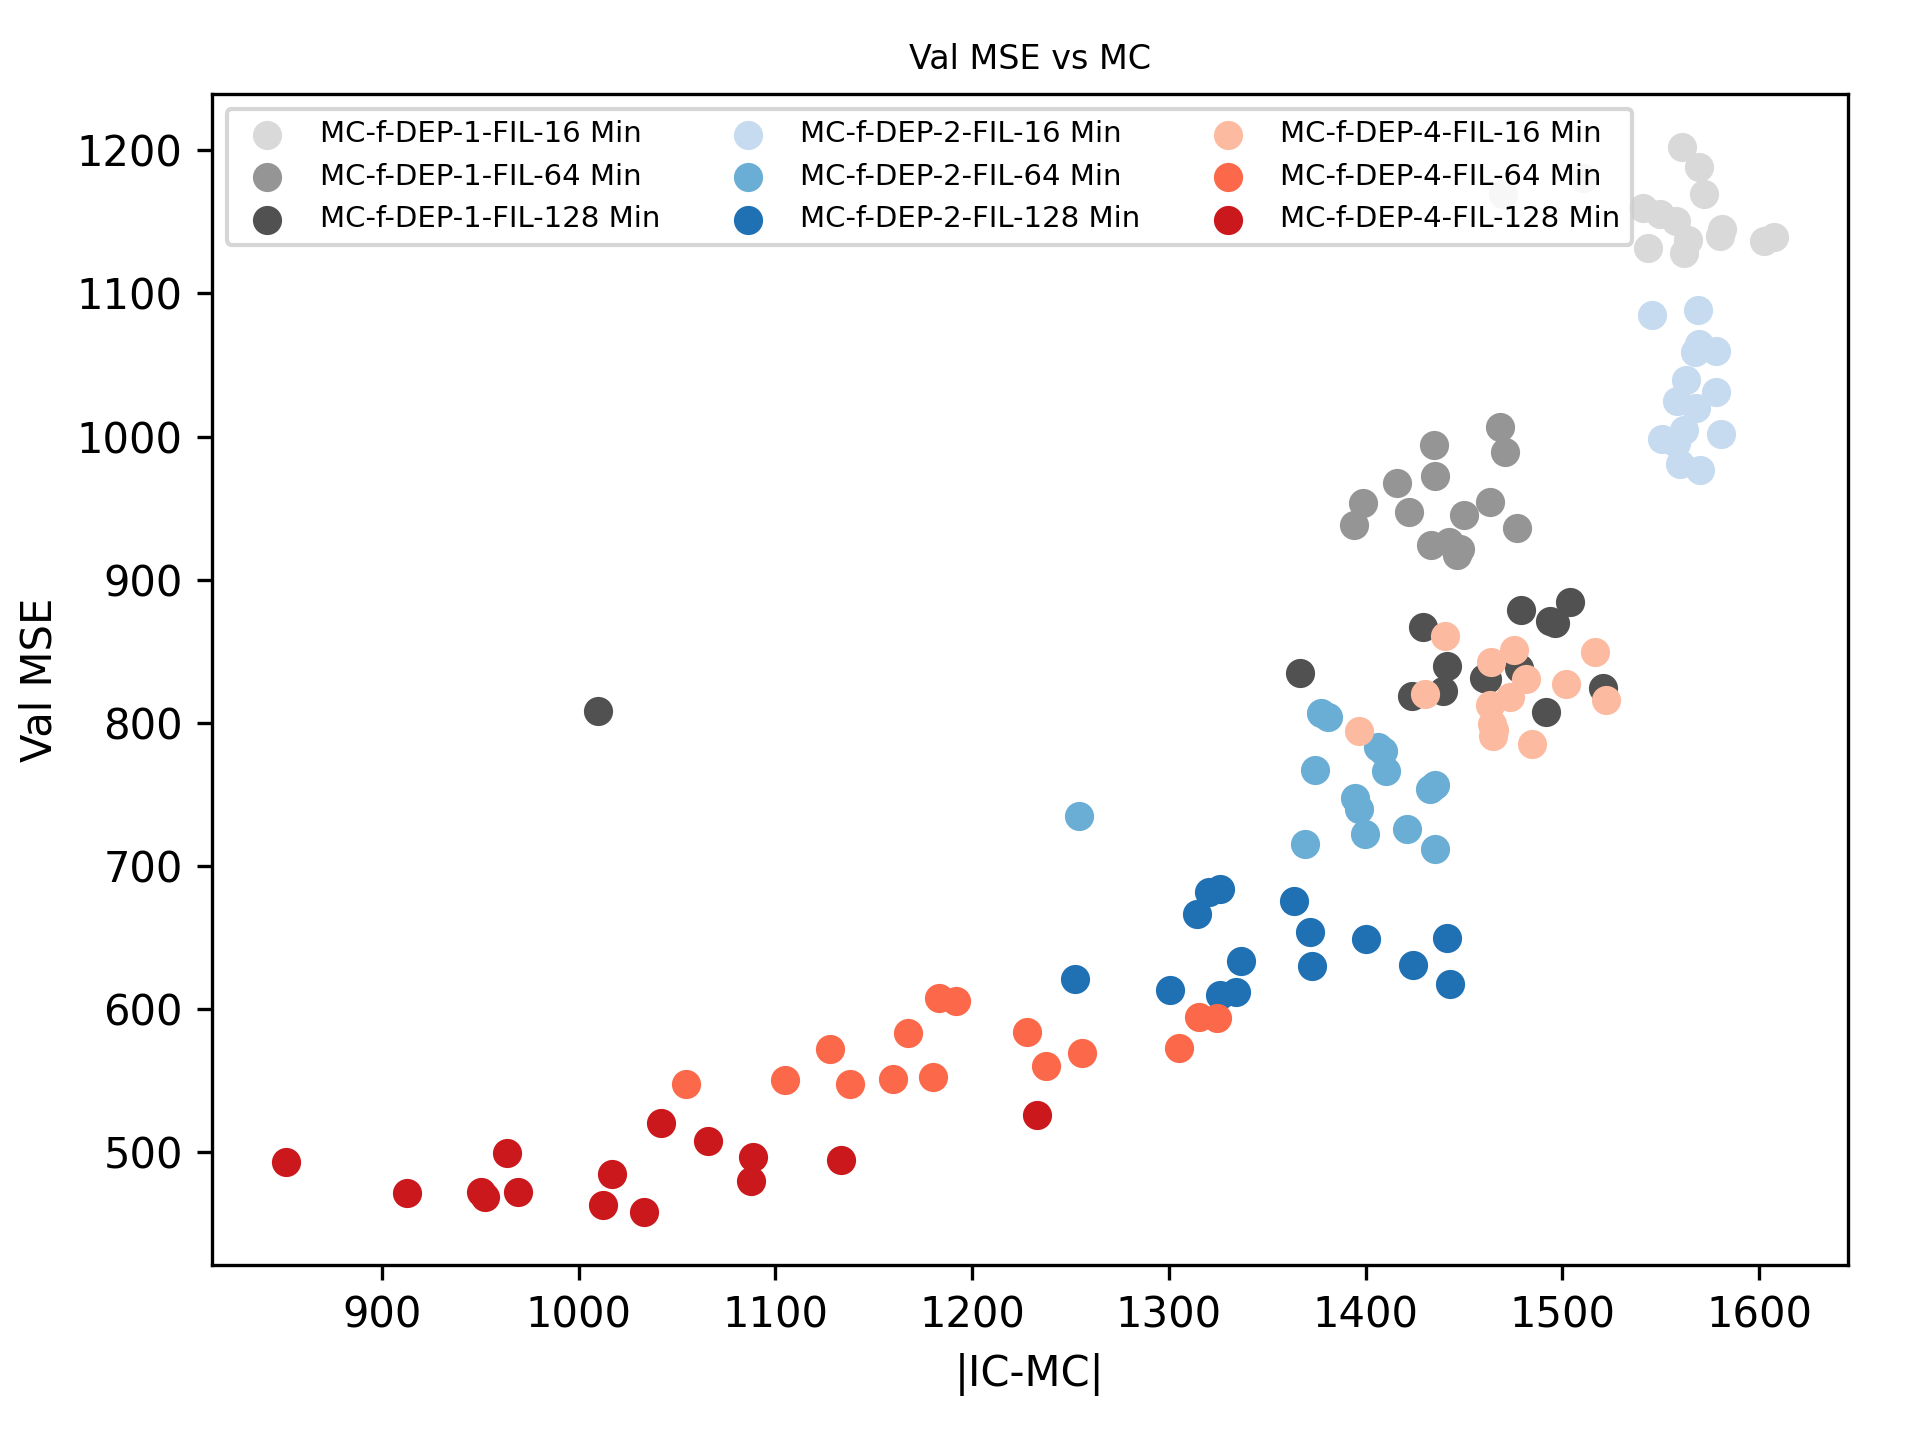 Val MSE vs MC
MC-f-DEP-1-FIL-16 Min
MC-f-DEP-1-FIL-64 Min
MC-f-DEP-1-FIL-128 Min
MC-f-DEP-2-FIL-16 Min
MC-f-DEP-2-FIL-64 Min
MC-f-DEP-2-FIL-128 Min
MC-f-DEP-4-FIL-16 Min
MC-f-DEP-4-FIL-64 Min
MC-f-DEP-4-FIL-128 Min
Val MSE
1200
1100
1000
900
800
700
600
500
900 1000 1100 1200 1300 1400 1500 1600
|IC-MC|